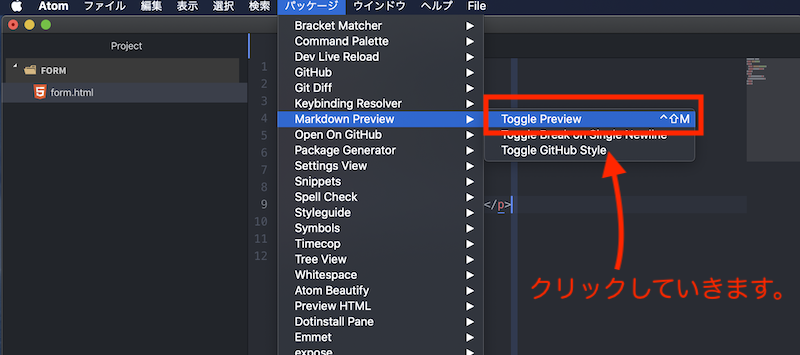 Atom ファイル 編集 表示 選択 検索 パッケージ ウインドウ ヘルプ File
Project
FORM
form.html
1
2
3
4
5
6
7
8
9
10
11
12
</p>
Bracket Matcher
Command Palette
Dev Live Reload
GitHub
Git Diff
Keybinding Resolver
Markdown Preview
Open On GitHub
Package Generator
Settings View
Snippets
Spell Check
Styleguide
Symbols
Timecop
Tree View
Whitespace
Atom Beautify
Preview HTML
Dotinstall Pane
Emmet
expose
Toggle Preview ^⇧M
Toggle Break on Single Newline
Toggle GitHub Style
クリックしていきます。